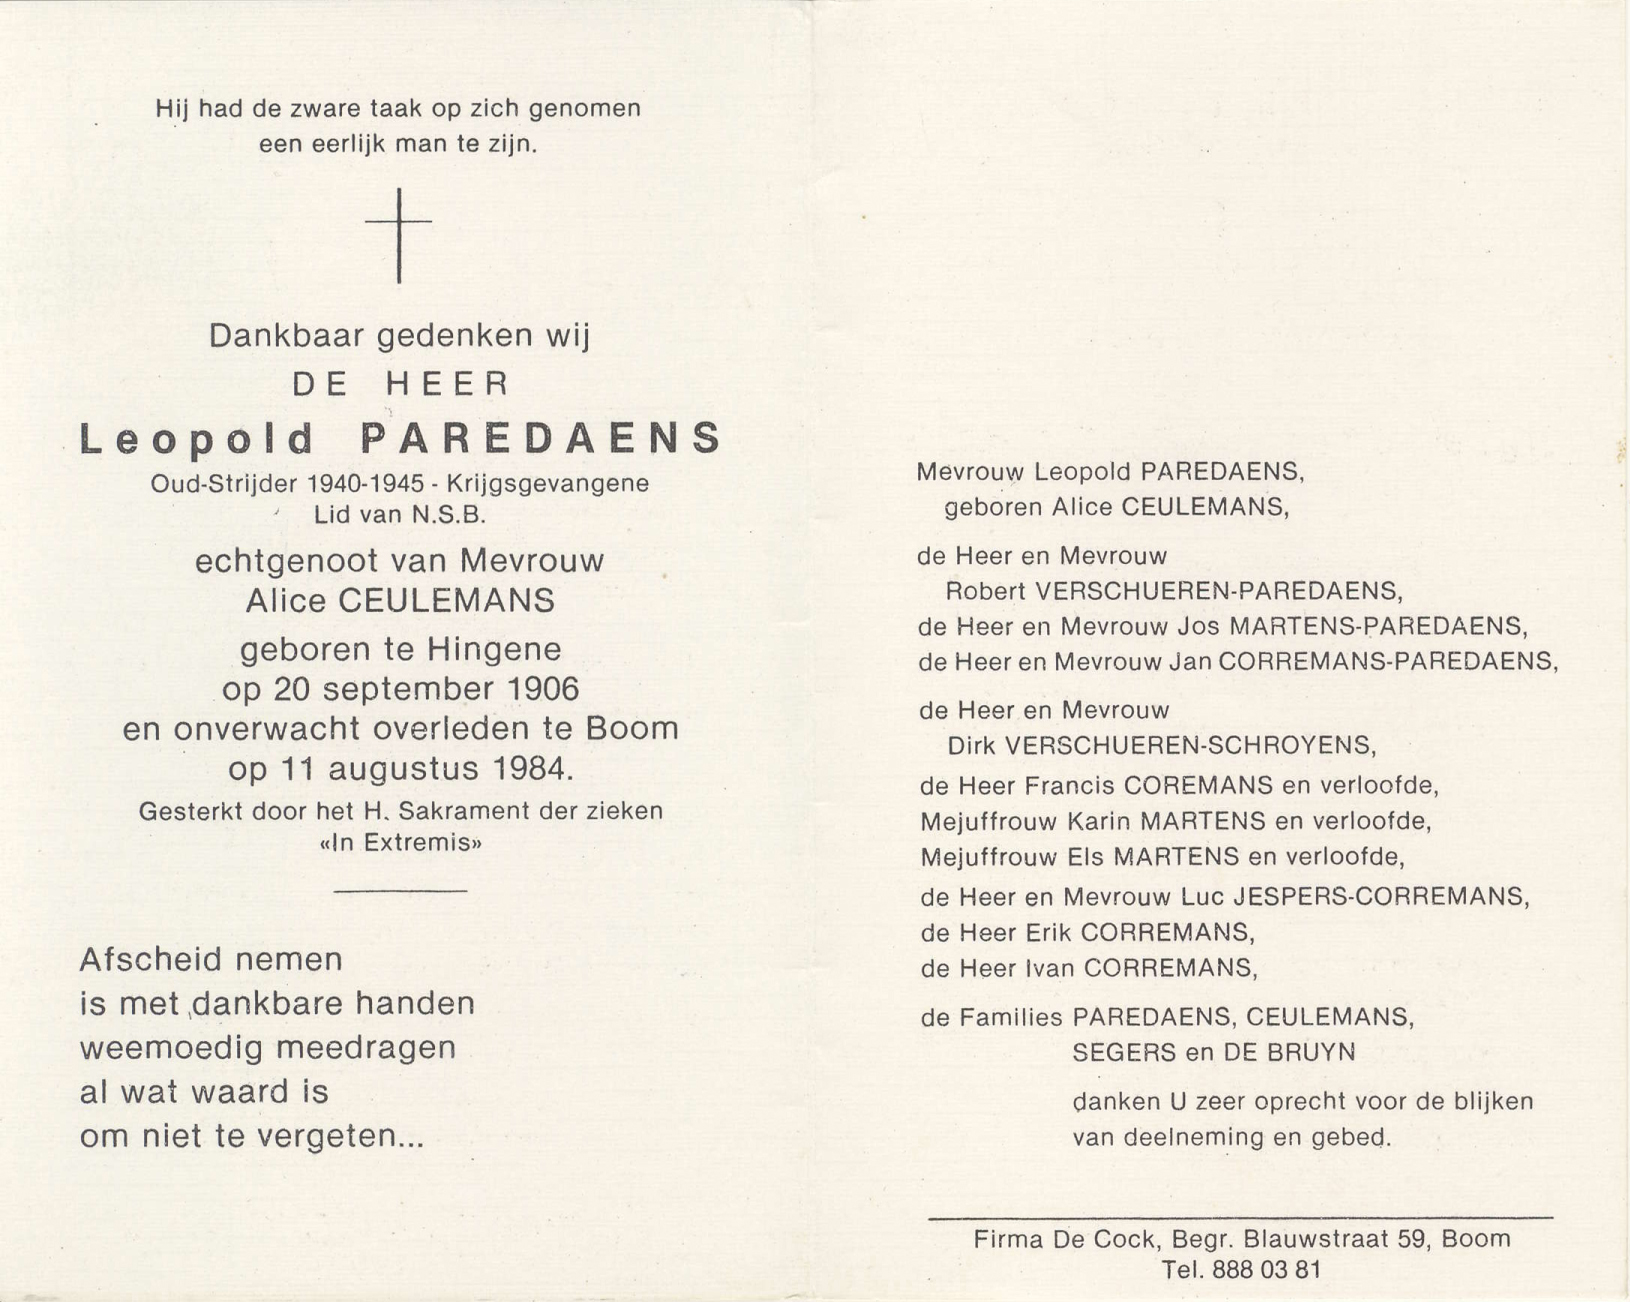 Hij had de zware taak op zich genomen
een eerlijk man te zijn.
Dankbaar gedenken wij
DE HEER
Leopold PAREDAENS
Oud-Strijder 1940-1945 - Krijgsgevangene
Lid van N.S.B.
echtgenoot van Mevrouw
Alice CEULEMANS
geboren te Hingene
op 20 september 1906
en onverwacht overleden te Boom
op 11 augustus 1984.
Gesterkt door het H. Sakrament der zieken
«In Extremis»
Afscheid nemen
is met dankbare handen
weemoedig meedragen
al wat waard is
om niet te vergeten...
Mevrouw Leopold PAREDAENS,
geboren Alice CEULEMANS,
de Heer en Mevrouw
Robert VERSCHUEREN-PAREDAENS,
de Heer en Mevrouw Jos MARTENS-PAREDAENS,
de Heer en Mevrouw Jan CORREMANS-PAREDAENS,
de Heer en Mevrouw
Dirk VERSCHUEREN-SCHROYENS,
de Heer Francis COREMANS en verloofde,
Mejuffrouw Karin MARTENS en verloofde,
Mejuffrouw Els MARTENS en verloofde,
de Heer en Mevrouw Luc JESPERS-CORREMANS,
de Heer Erik CORREMANS,
de Heer Ivan CORREMANS,
de Families PAREDAENS, CEULEMANS,
SEGERS en DE BRUYN
danken U zeer oprecht voor de blijken
van deelneming en gebed.
Firma De Cock, Begr. Blauwstraat 59, Boom
Tel. 888 03 81